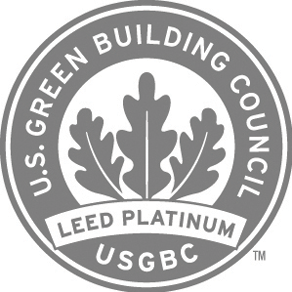 U.S. GREEN BUILDING COUNCIL
LEED PLATINUM
USGBC
TM